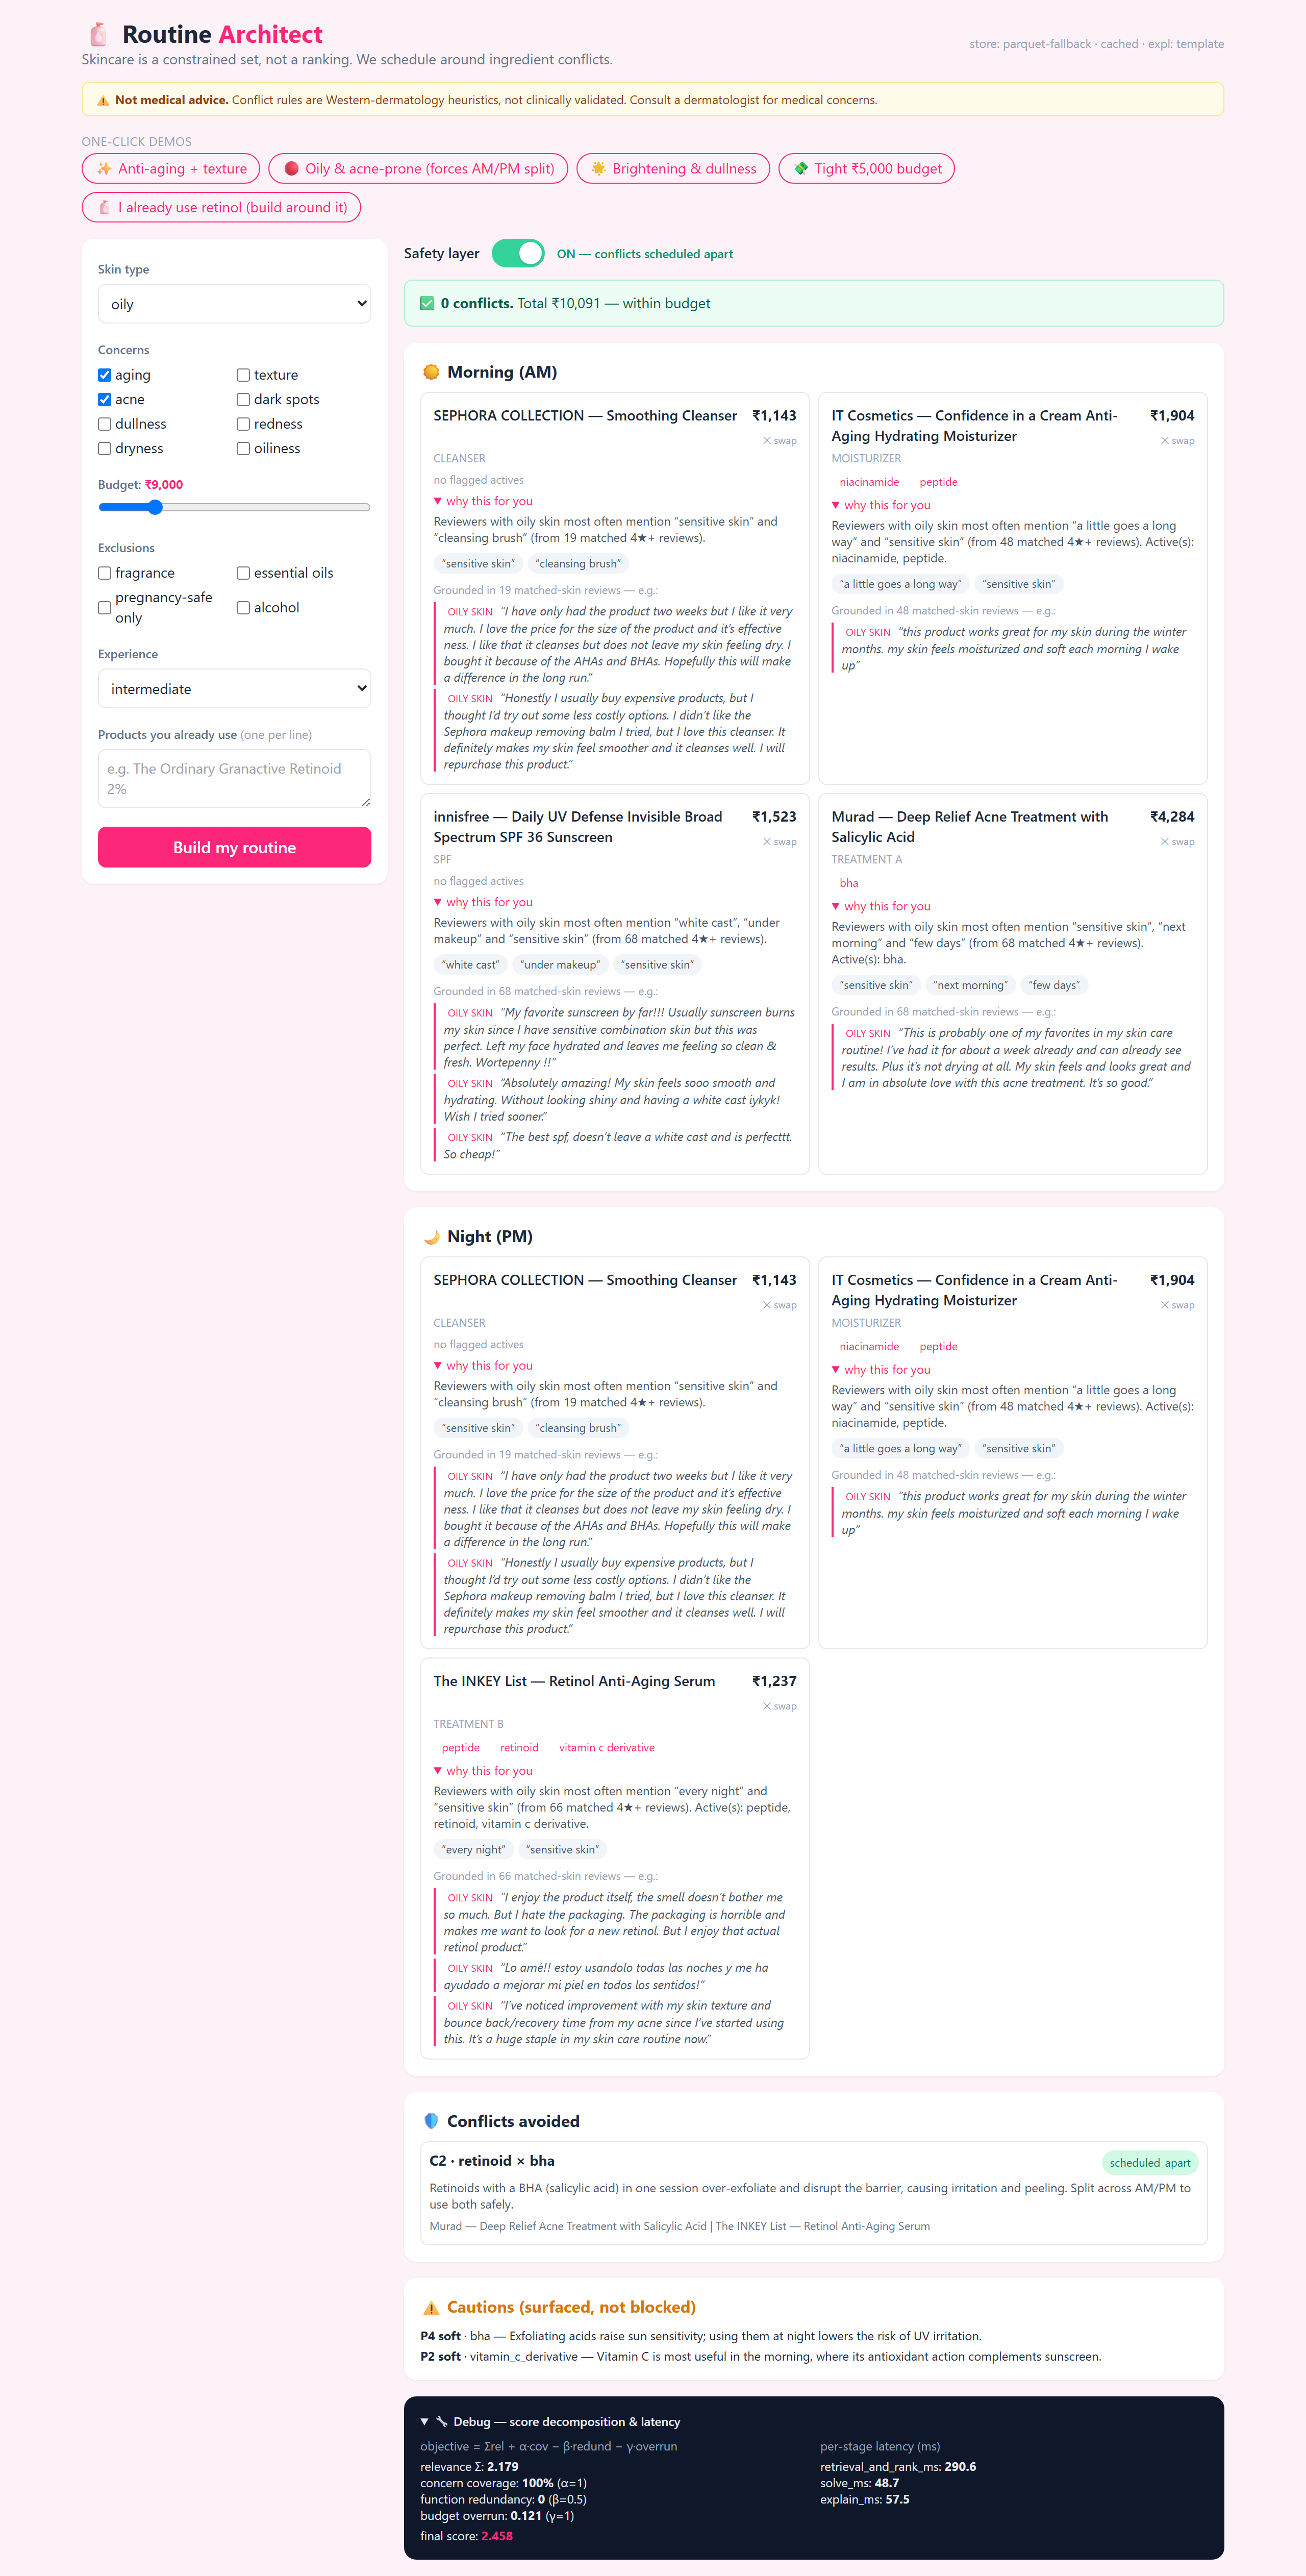 Routine Architect
Skincare is a constrained set, not a ranking. We schedule around ingredient conflicts.
store: parquet-fallback · cached · expl: template
Not medical advice. Conflict rules are Western-dermatology heuristics, not clinically validated. Consult a dermatologist for medical concerns.
ONE-CLICK DEMOS
Anti-aging + texture
Oily & acne-prone (forces AM/PM split)
Brightening & dullness
Tight ₹5,000 budget
I already use retinol (build around it)
Skin type
oily
Concerns
aging
texture
acne
dark spots
dullness
redness
dryness
oiliness
Budget: ₹9,000
Exclusions
fragrance
essential oils
pregnancy-safe
only
alcohol
Experience
intermediate
Products you already use (one per line)
e.g. The Ordinary Granactive Retinoid
2%
Build my routine
Safety layer
ON — conflicts scheduled apart
0 conflicts. Total ₹10,091 — within budget
Morning (AM)
SEPHORA COLLECTION — Smoothing Cleanser
₹1,143
swap
CLEANSER
no flagged actives
▼ why this for you
Reviewers with oily skin most often mention "sensitive skin" and
"cleansing brush" (from 19 matched 4★+ reviews).
"sensitive skin"
"cleansing brush"
Grounded in 19 matched-skin reviews — e.g.:
OILY SKIN "I have only had the product two weeks but I like it very
much. I love the price for the size of the product and it's effective
ness. I like that it cleanses but does not leave my skin feeling dry. I
bought it because of the AHAs and BHAs. Hopefully this will make
a difference in the long run."
OILY SKIN "Honestly I usually buy expensive products, but I
thought I'd try out some less costly options. I didn't like the
Sephora makeup removing balm I tried, but I love this cleanser. It
definitely makes my skin feel smoother and it cleanses well. I will
repurchase this product."
IT Cosmetics — Confidence in a Cream Anti-
Aging Hydrating Moisturizer
₹1,904
swap
MOISTURIZER
niacinamide
peptide
▼ why this for you
Reviewers with oily skin most often mention "a little goes a long
way" and "sensitive skin" (from 48 matched 4★+ reviews). Active(s):
niacinamide, peptide.
"a little goes a long way"
"sensitive skin"
Grounded in 48 matched-skin reviews — e.g.:
OILY SKIN "this product works great for my skin during the winter
months. my skin feels moisturized and soft each morning I wake
up"
innisfree — Daily UV Defense Invisible Broad
Spectrum SPF 36 Sunscreen
₹1,523
swap
SPF
no flagged actives
▼ why this for you
Reviewers with oily skin most often mention "white cast", "under
makeup" and "sensitive skin" (from 68 matched 4★+ reviews).
"white cast"
"under makeup"
"sensitive skin"
Grounded in 68 matched-skin reviews — e.g.:
OILY SKIN "My favorite sunscreen by far!!! Usually sunscreen burns
my skin since I have sensitive combination skin but this was
perfect. Left my face hydrated and leaves me feeling so clean &
fresh. Wortepenny !!"
OILY SKIN "Absolutely amazing! My skin feels sooo smooth and
hydrating. Without looking shiny and having a white cast iykyk!
Wish I tried sooner."
OILY SKIN "The best spf, doesn't leave a white cast and is perfecttt.
So cheap!"
Murad — Deep Relief Acne Treatment with
Salicylic Acid
₹4,284
swap
TREATMENT A
bha
▼ why this for you
Reviewers with oily skin most often mention "sensitive skin", "next
morning" and "few days" (from 68 matched 4★+ reviews).
Active(s): bha.
"sensitive skin"
"next morning"
"few days"
Grounded in 68 matched-skin reviews — e.g.:
OILY SKIN "This is probably one of my favorites in my skin care
routine! I've had it for about a week already and can already see
results. Plus it's not drying at all. My skin feels and looks great and
I am in absolute love with this acne treatment. It's so good."
Night (PM)
SEPHORA COLLECTION — Smoothing Cleanser
₹1,143
swap
CLEANSER
no flagged actives
▼ why this for you
Reviewers with oily skin most often mention "sensitive skin" and
"cleansing brush" (from 19 matched 4★+ reviews).
"sensitive skin"
"cleansing brush"
Grounded in 19 matched-skin reviews — e.g.:
OILY SKIN "I have only had the product two weeks but I like it very
much. I love the price for the size of the product and it's effective
ness. I like that it cleanses but does not leave my skin feeling dry. I
bought it because of the AHAs and BHAs. Hopefully this will make
a difference in the long run."
OILY SKIN "Honestly I usually buy expensive products, but I
thought I'd try out some less costly options. I didn't like the
Sephora makeup removing balm I tried, but I love this cleanser. It
definitely makes my skin feel smoother and it cleanses well. I will
repurchase this product."
IT Cosmetics — Confidence in a Cream Anti-
Aging Hydrating Moisturizer
₹1,904
swap
MOISTURIZER
niacinamide
peptide
▼ why this for you
Reviewers with oily skin most often mention "a little goes a long
way" and "sensitive skin" (from 48 matched 4★+ reviews). Active(s):
niacinamide, peptide.
"a little goes a long way"
"sensitive skin"
Grounded in 48 matched-skin reviews — e.g.:
OILY SKIN "this product works great for my skin during the winter
months. my skin feels moisturized and soft each morning I wake
up"
The INKEY List — Retinol Anti-Aging Serum
₹1,237
swap
TREATMENT B
peptide
retinoid
vitamin c derivative
▼ why this for you
Reviewers with oily skin most often mention "every night" and
"sensitive skin" (from 66 matched 4★+ reviews). Active(s): peptide,
retinoid, vitamin c derivative.
"every night"
"sensitive skin"
Grounded in 66 matched-skin reviews — e.g.:
OILY SKIN "I enjoy the product itself, the smell doesn't bother me
so much. But I hate the packaging. The packaging is horrible and
makes me want to look for a new retinol. But I enjoy that actual
retinol product."
OILY SKIN "Lo amé!! estoy usandolo todas las noches y me ha
ayudado a mejorar mi piel en todos los sentidos!"
OILY SKIN "I've noticed improvement with my skin texture and
bounce back/recovery time from my acne since I've started using
this. It's a huge staple in my skin care routine now."
Conflicts avoided
C2 · retinoid × bha
scheduled_apart
Retinoids with a BHA (salicylic acid) in one session over-exfoliate and disrupt the barrier, causing irritation and peeling. Split across AM/PM to
use both safely.
Murad — Deep Relief Acne Treatment with Salicylic Acid | The INKEY List — Retinol Anti-Aging Serum
Cautions (surfaced, not blocked)
P4 soft · bha — Exfoliating acids raise sun sensitivity; using them at night lowers the risk of UV irritation.
P2 soft · vitamin_c_derivative — Vitamin C is most useful in the morning, where its antioxidant action complements sunscreen.
▼ Debug — score decomposition & latency
objective = Σrel + α·cov − β·redund − γ·overrun
relevance Σ: 2.179
concern coverage: 100% (α=1)
function redundancy: 0 (β=0.5)
budget overrun: 0.121 (γ=1)
final score: 2.458
per-stage latency (ms)
retrieval_and_rank_ms: 290.6
solve_ms: 48.7
explain_ms: 57.5